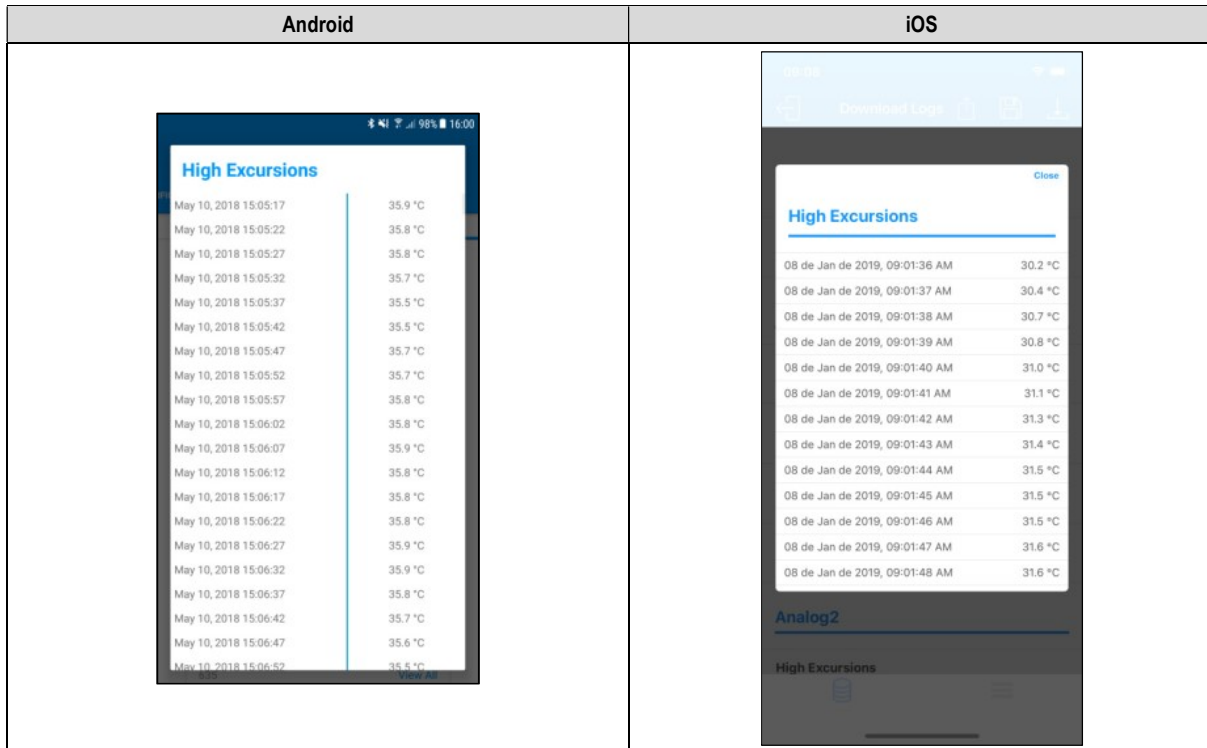 Android
iOS
98% 16:00
High Excursions
May 10, 2018 15:05:17 35.9 °C
May 10, 2018 15:05:22 35.8 °C
May 10, 2018 15:05:27 35.8 °C
May 10, 2018 15:05:32 35.7 °C
May 10, 2018 15:05:37 35.5 °C
May 10, 2018 15:05:42 35.5 °C
May 10, 2018 15:05:47 35.7 °C
May 10, 2018 15:05:52 35.7 °C
May 10, 2018 15:05:57 35.8 °C
May 10, 2018 15:06:02 35.8 °C
May 10, 2018 15:06:07 35.9 °C
May 10, 2018 15:06:12 35.8 °C
May 10, 2018 15:06:17 35.8 °C
May 10, 2018 15:06:22 35.8 °C
May 10, 2018 15:06:27 35.9 °C
May 10, 2018 15:06:32 35.9 °C
May 10, 2018 15:06:37 35.8 °C
May 10, 2018 15:06:42 35.7 °C
May 10, 2018 15:06:47 35.6 °C
May 10, 2018 15:06:52 35.5 °C
635 View All
09:08
Download Logs
Close
High Excursions
08 de Jan de 2019, 09:01:36 AM 30.2 °C
08 de Jan de 2019, 09:01:37 AM 30.4 °C
08 de Jan de 2019, 09:01:38 AM 30.7 °C
08 de Jan de 2019, 09:01:39 AM 30.8 °C
08 de Jan de 2019, 09:01:40 AM 31.0 °C
08 de Jan de 2019, 09:01:41 AM 31.1 °C
08 de Jan de 2019, 09:01:42 AM 31.3 °C
08 de Jan de 2019, 09:01:43 AM 31.4 °C
08 de Jan de 2019, 09:01:44 AM 31.5 °C
08 de Jan de 2019, 09:01:45 AM 31.5 °C
08 de Jan de 2019, 09:01:46 AM 31.5 °C
08 de Jan de 2019, 09:01:47 AM 31.6 °C
08 de Jan de 2019, 09:01:48 AM 31.6 °C
Analog2
High Excursions